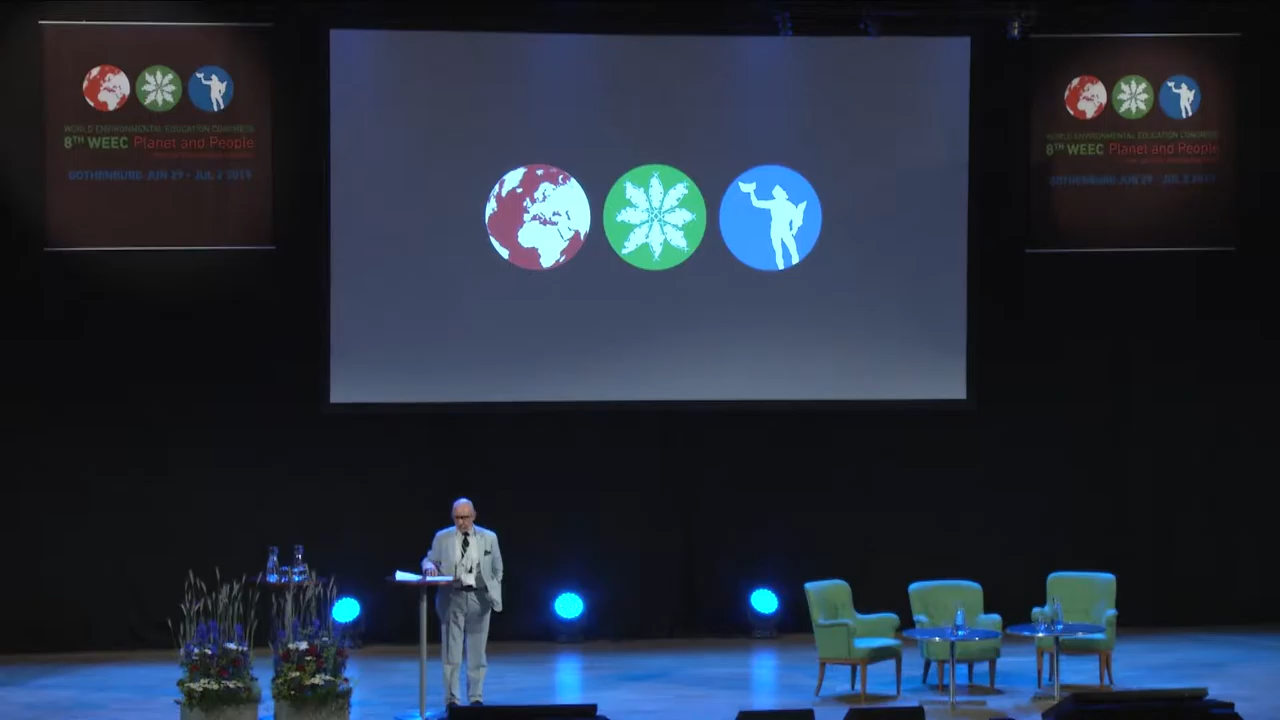 WORLD ENVIRONMENTAL EDUCATION CONGRESS
8TH WEEC Planet and People
GOTHENBURG JUN 29 - JUL 2 2015
WORLD ENVIRONMENTAL EDUCATION CONGRESS
8TH WEEC Planet and People
GOTHENBURG JUN 29 - JUL 2 2015